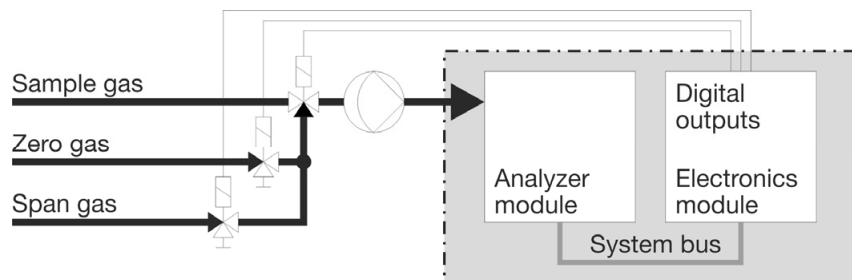 Sample gas
Zero gas
Span gas
Digital
outputs
Analyzer
module
Electronics
module
System bus